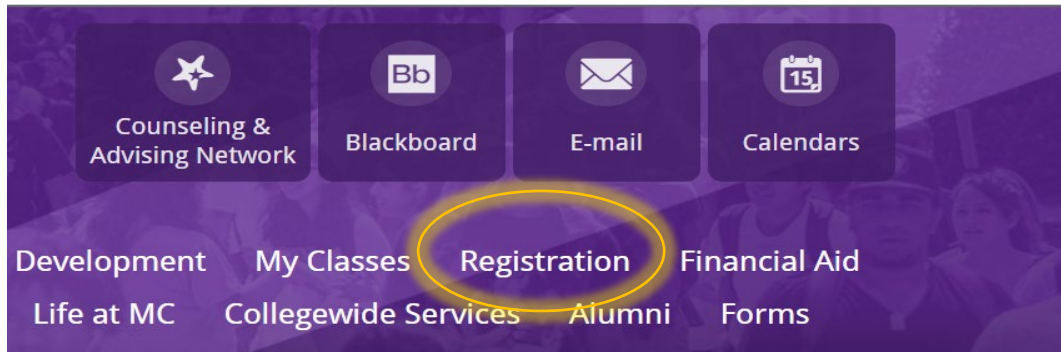 Bb
15
Counseling &
Advising Network
Blackboard
E-mail
Calendars
Development My Classes Registration Financial Aid
Life at MC Collegewide Services Alumni Forms